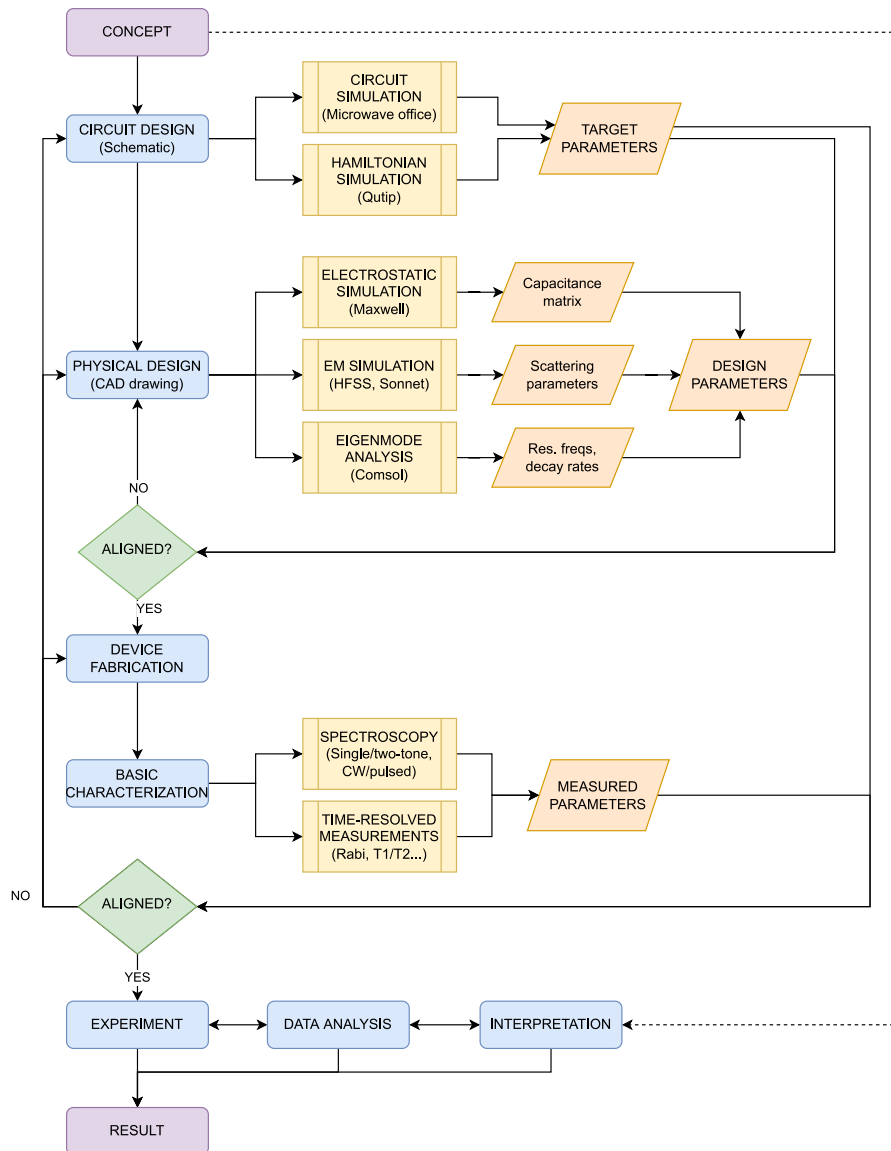 CONCEPT
CIRCUIT DESIGN
(Schematic)
CIRCUIT
SIMULATION
(Microwave office)
HAMILTONIAN
SIMULATION
(Qutip)
TARGET
PARAMETERS
PHYSICAL DESIGN
(CAD drawing)
ELECTROSTATIC
SIMULATION
(Maxwell)
Capacitance
matrix
EM SIMULATION
(HFSS, Sonnet)
Scattering
parameters
DESIGN
PARAMETERS
EIGENMODE
ANALYSIS
(Comsol)
Res. freqs,
decay rates
NO
ALIGNED?
YES
DEVICE
FABRICATION
BASIC
CHARACTERIZATION
SPECTROSCOPY
(Single/two-tone,
CW/pulsed)
TIME-RESOLVED
MEASUREMENTS
(Rabi, T1/T2...)
MEASURED
PARAMETERS
NO
ALIGNED?
YES
EXPERIMENT
DATA ANALYSIS
INTERPRETATION
RESULT